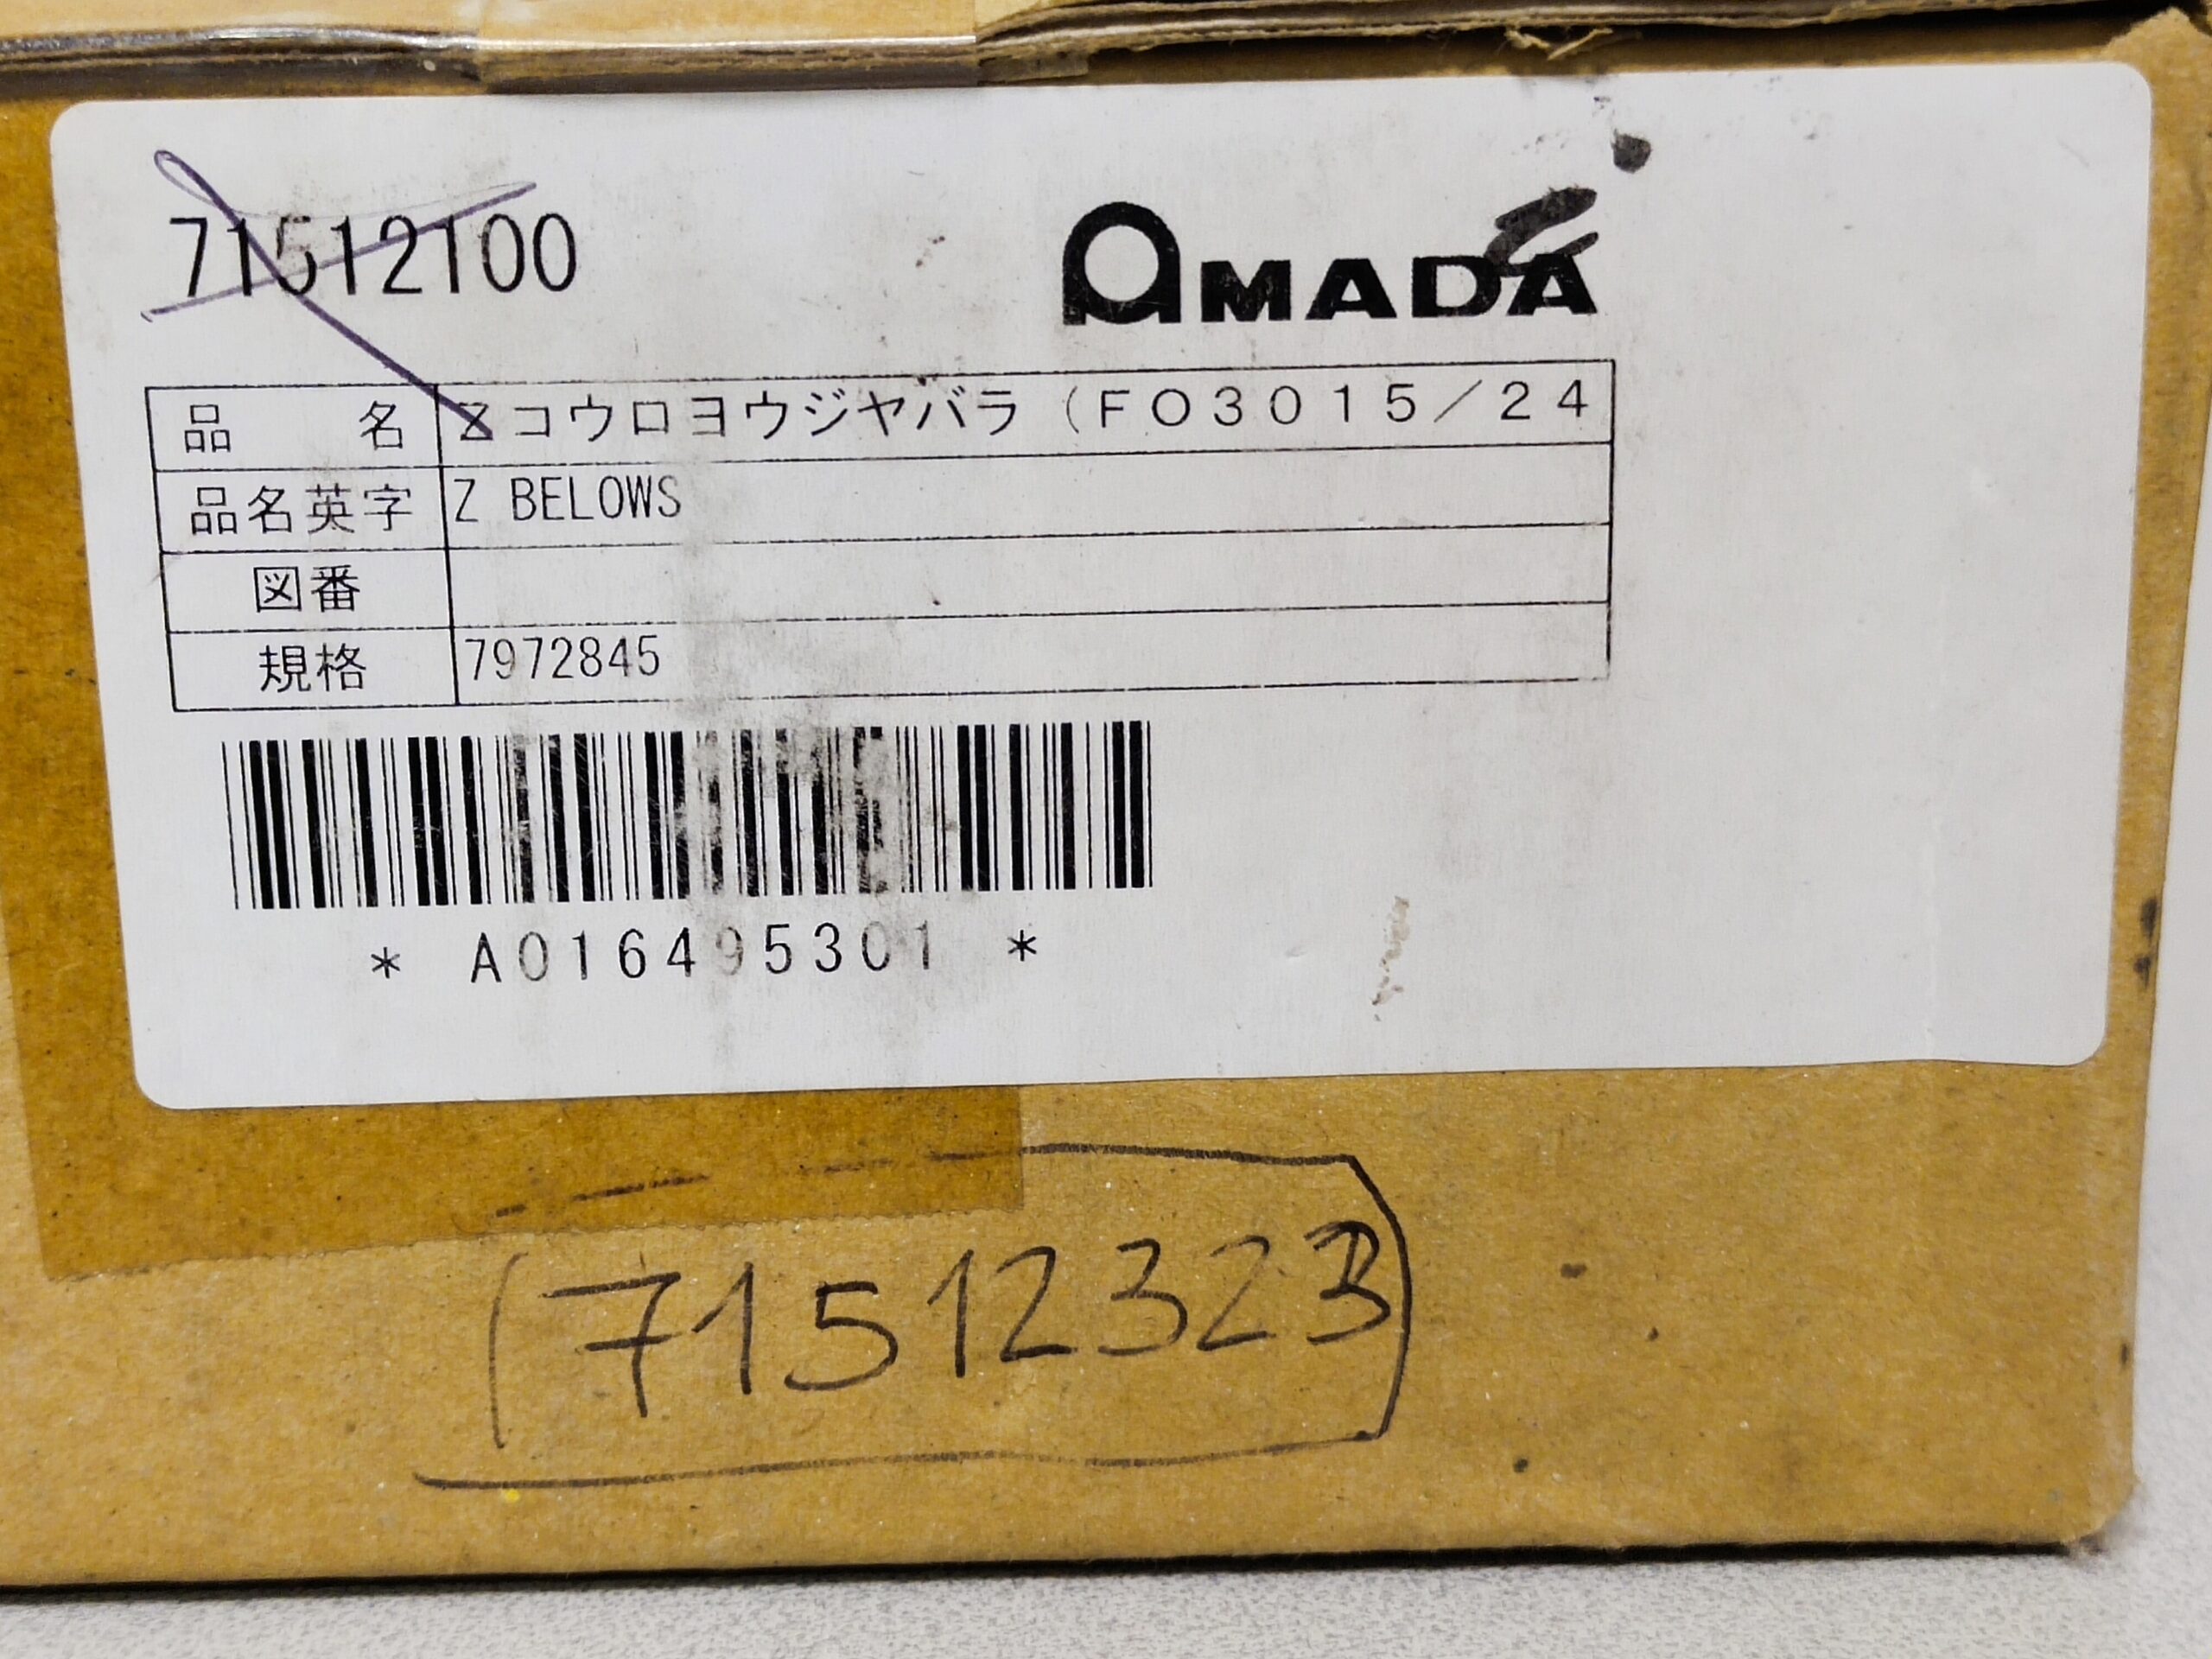 71512100
AMADA
品 名 Zコウロヨウジヤバラ（ＦＯ３０１５／２４
品名英字 Z BELOWS
図番
規格 7972845
* A016495301 *
71512323